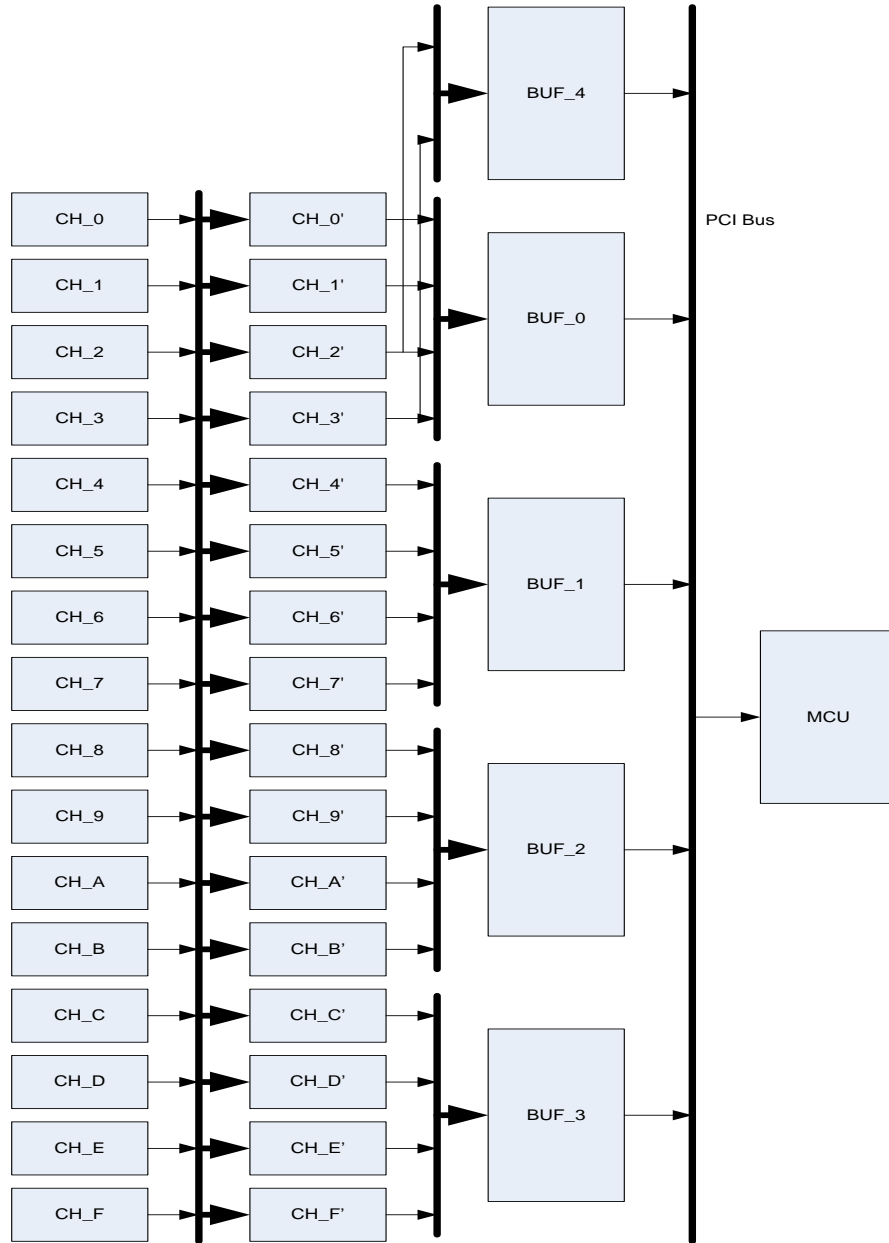 BUF_4
PCI Bus
CH_0 CH_0'
BUF_0
CH_1 CH_1'
CH_2 CH_2'
CH_3 CH_3'
CH_4 CH_4'
CH_5 CH_5'
BUF_1
CH_6 CH_6'
CH_7 CH_7'
MCU
CH_8 CH_8'
CH_9 CH_9'
BUF_2
CH_A CH_A’
CH_B CH_B’
CH_C CH_C’
CH_D CH_D’
BUF_3
CH_E CH_E’
CH_F CH_F’